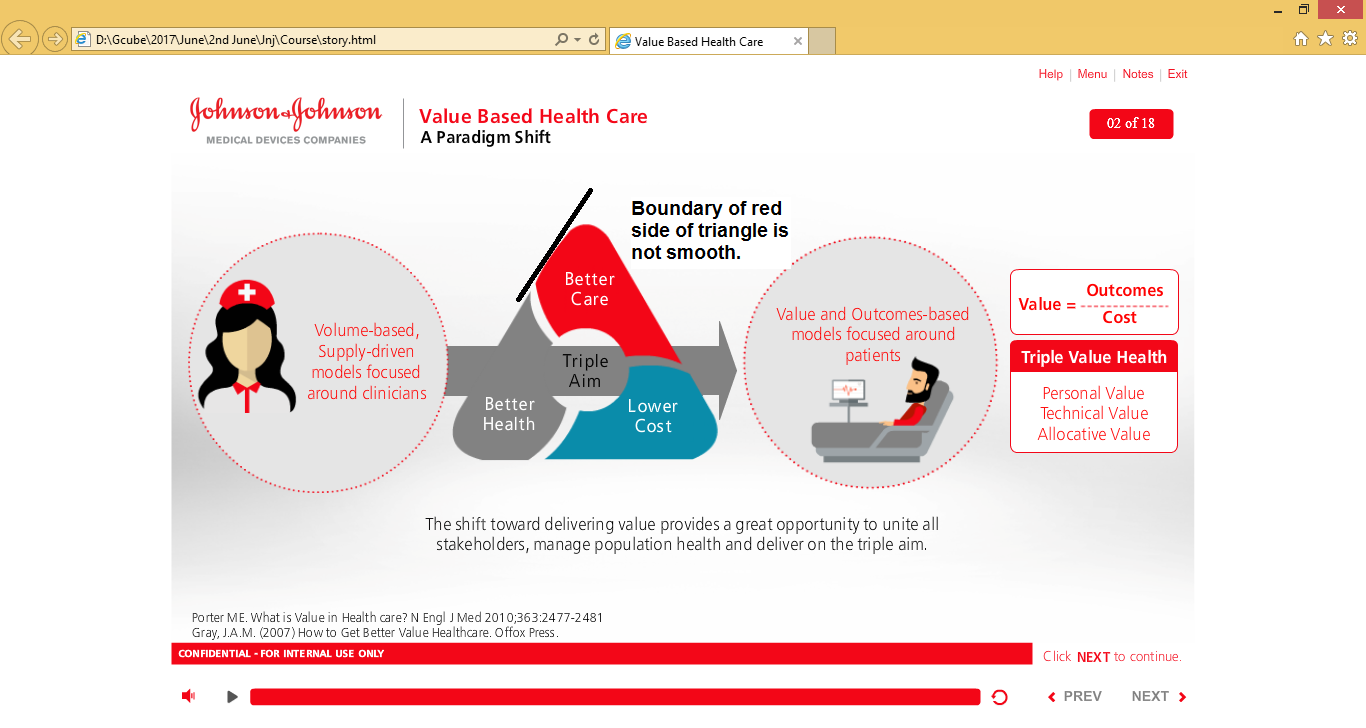 D:\Gcube\2017\June\2nd June\Jnj\Course\story.html
Value Based Health Care
Help | Menu | Notes | Exit
Johnson & Johnson
MEDICAL DEVICES COMPANIES
Value Based Health Care
A Paradigm Shift
02 of 18
Boundary of red
side of triangle is
not smooth.
Volume-based,
Supply-driven
models focused
around clinicians
Better
Care
Triple
Aim
Better
Health
Lower
Cost
Value and Outcomes-based
models focused around
patients
Value = Outcomes
Cost
Triple Value Health
Personal Value
Technical Value
Allocative Value
The shift toward delivering value provides a great opportunity to unite all
stakeholders, manage population health and deliver on the triple aim.
Porter ME. What is Value in Health care? N Engl J Med 2010;363:2477-2481
Gray, J.A.M. (2007) How to Get Better Value Healthcare. Offox Press.
CONFIDENTIAL - FOR INTERNAL USE ONLY
Click NEXT to continue.
PREV
NEXT